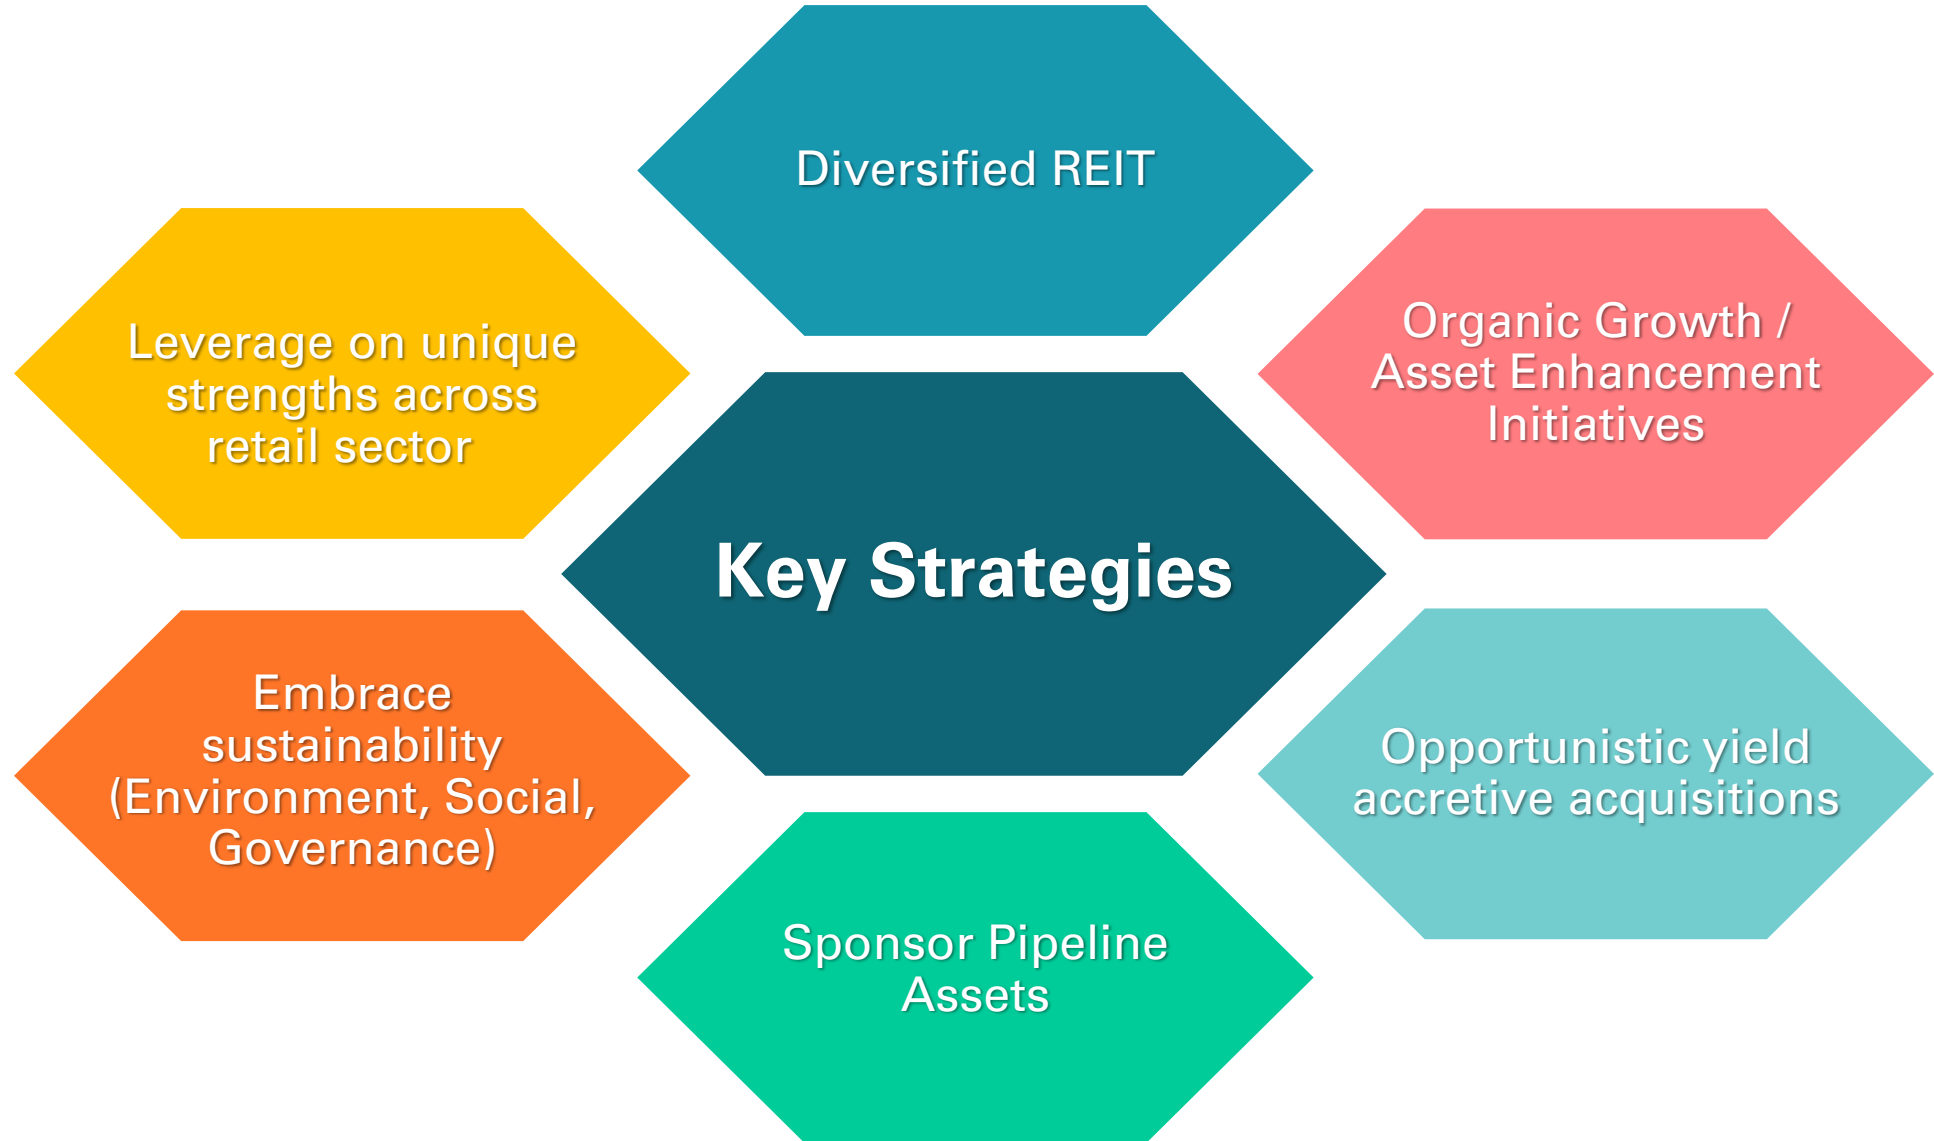 Diversified REIT
Leverage on unique
strengths across
retail sector
Organic Growth /
Asset Enhancement
Initiatives
Key Strategies
Embrace
sustainability
(Environment, Social,
Governance)
Opportunistic yield
accretive acquisitions
Sponsor Pipeline
Assets